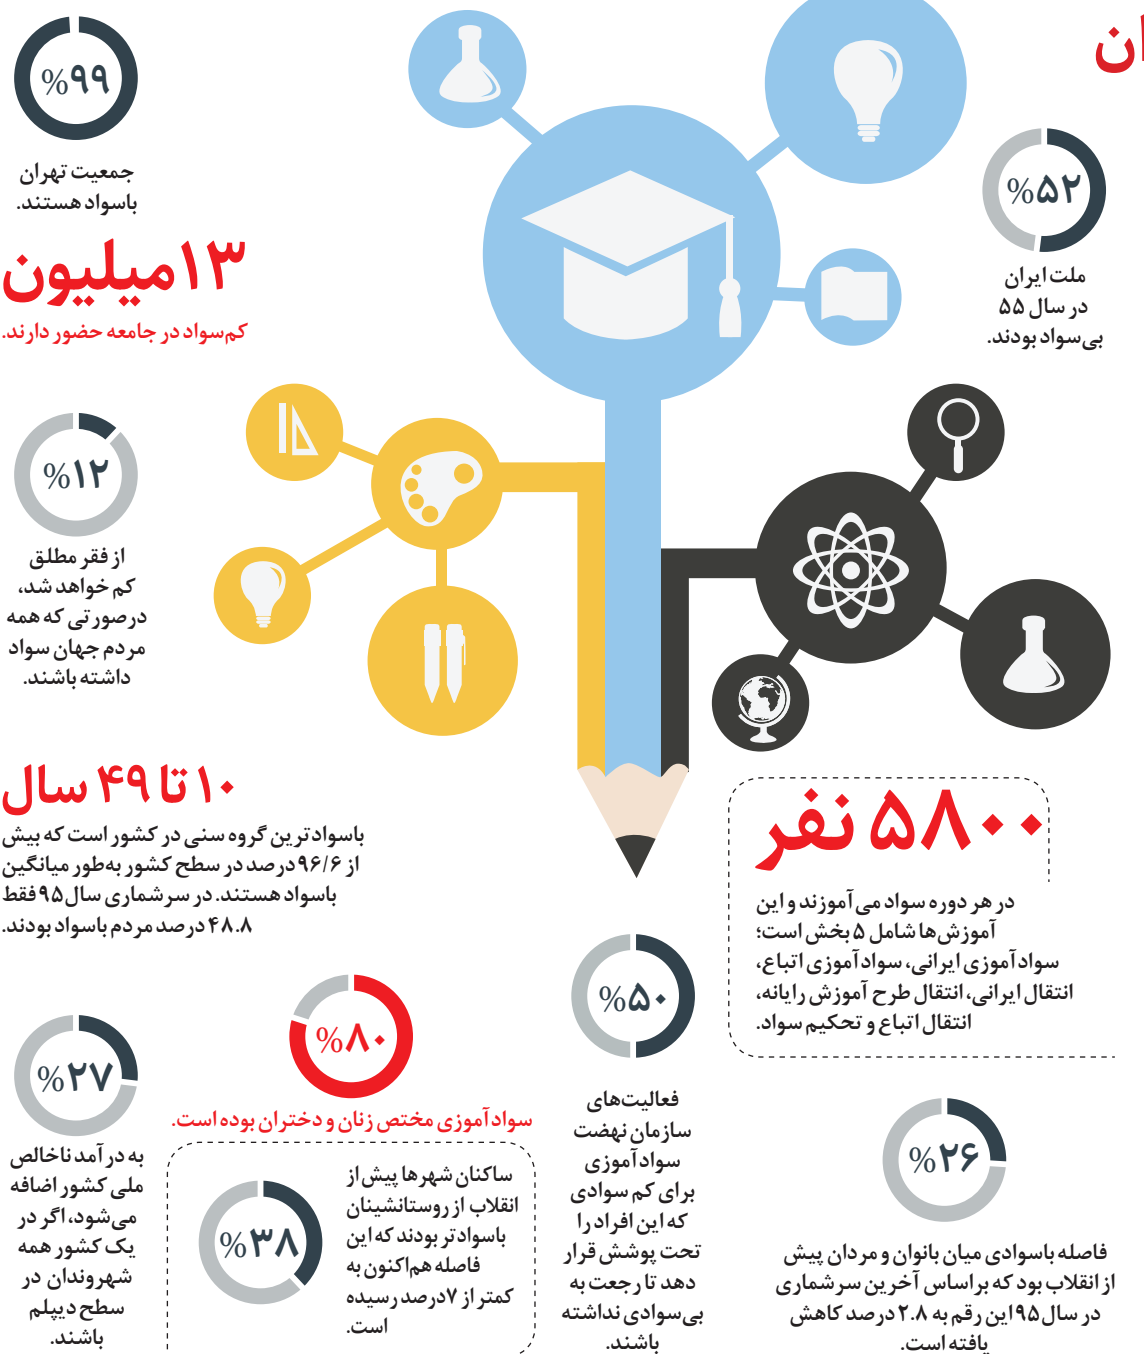 %۵۲
ملت ایران
در سال ۵۵
بی‌سواد بودند.
%۹۹
جمعیت تهران
باسواد هستند.
۱۳میلیون
کم‌سواد در جامعه حضور دارند.
%۱۲
از فقر مطلق
کم خواهد شد،
درصورتی که همه
مردم جهان سواد
داشته باشند.
۵۸۰۰ نفر
در هر دوره سواد می‌آموزند و این
آموزش‌ها شامل ۵ بخش است؛
سوادآموزی ایرانی، سوادآموزی اتباع،
انتقال ایرانی، انتقال طرح آموزش رایانه،
انتقال اتباع و تحکیم سواد.
۱۰ تا ۴۹ سال
باسوادترین گروه سنی در کشور است که بیش
از ۹۶/۶ درصد در سطح کشور به‌طور میانگین
باسواد هستند. در سرشماری سال ۹۵ فقط
۴۸.۸ درصد مردم باسواد بودند.
%۲۶
فاصله باسوادی میان بانوان و مردان پیش
از انقلاب بود که براساس آخرین سرشماری
در سال ۹۵ این رقم به ۲.۸ درصد کاهش
یافته است.
%۵۰
فعالیت‌های
سازمان نهضت
سوادآموزی
برای کم سوادی
که این افراد را
تحت پوشش قرار
دهد تا رجعت به
بی‌سوادی نداشته
باشند.
%۸۰
سوادآموزی مختص زنان و دختران بوده است.
%۳۸
ساکنان شهرها پیش از
انقلاب از روستانشینان
باسوادتر بودند که این
فاصله هم‌اکنون به
کمتر از ۷درصد رسیده
است.
%۲۷
به درآمد ناخالص
ملی کشور اضافه
می‌شود، اگر در
یک کشور همه
شهروندان در
سطح دیپلم
باشند.